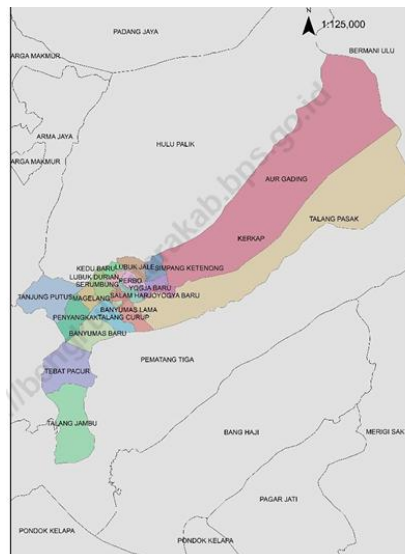 N
1:125,000
PADANG JAYA
BERMANI ULU
ARGA MAKMUR
ARMA JAYA
HULU PALIK
ARGA MAKMUR
AUR GADING
TALANG PASAK
KERKAP
KEDU BARU
LUBUK JALE
SIMPANG KETENONG
LUBUK DURIAN
PERBO
SERUMBUNG
YOGJA BARU
TANJUNG PUTUS
MAGELANG
SALAM HARJO
YOGYA BARU
BANYUMAS LAMA
PENYANGKAK
TALANG CURUP
BANYUMAS BARU
PEMATANG TIGA
TEBAT PACUR
TALANG JAMBU
BANG HAJI
MERIGI SAK
PAGAR JATI
PONDOK KELAPA
PONDOK KELAPA